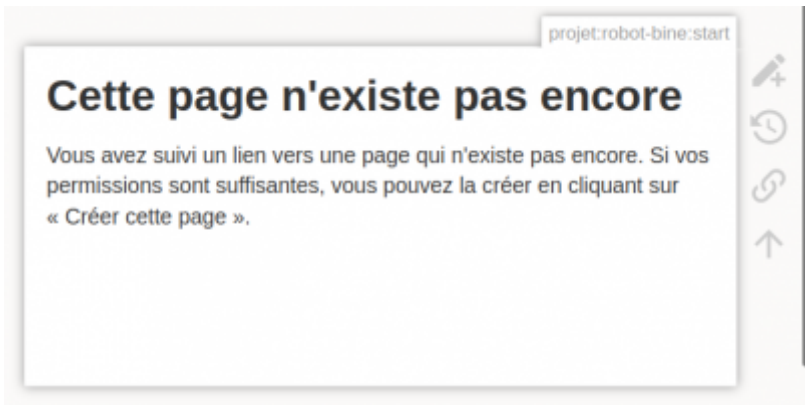 projet:robot-bine:start
Cette page n'existe pas encore
Vous avez suivi un lien vers une page qui n'existe pas encore. Si vos
permissions sont suffisantes, vous pouvez la créer en cliquant sur
« Créer cette page ».